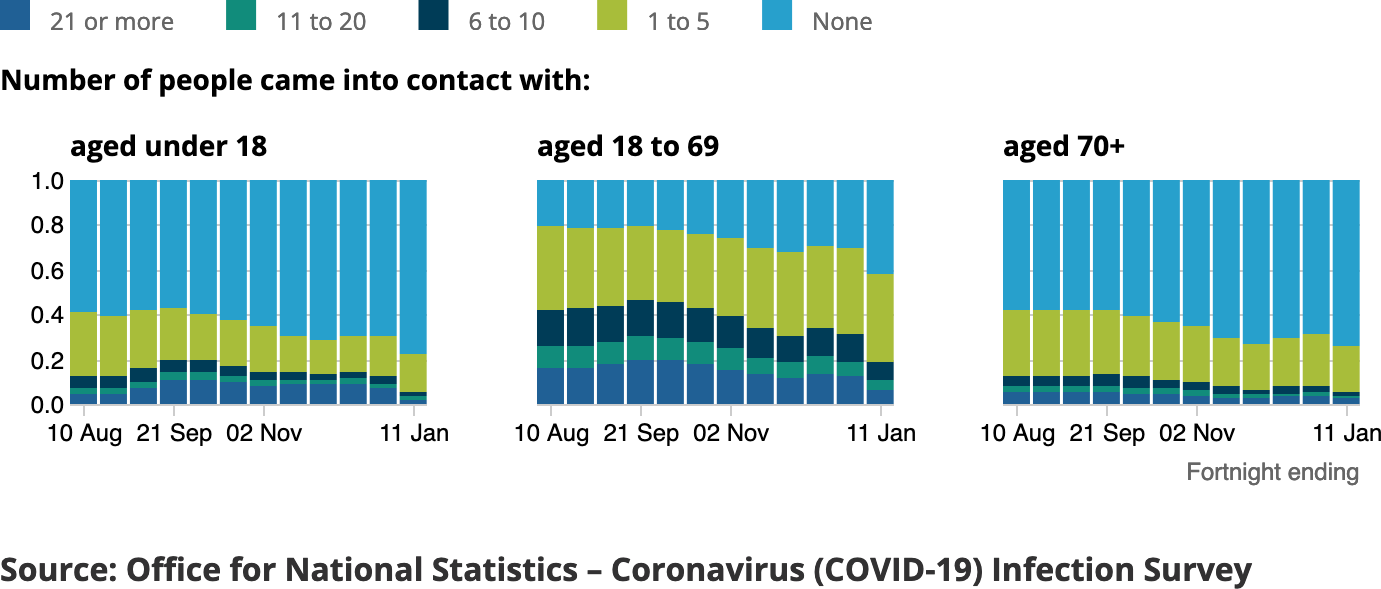 21 or more 11 to 20 6 to 10 1 to 5 None
Number of people came into contact with:
aged under 18 aged 18 to 69 aged 70+
1.0
0.8
0.6
0.4
0.2
0.0
10 Aug 21 Sep 02 Nov 11 Jan 10 Aug 21 Sep 02 Nov 11 Jan 10 Aug 21 Sep 02 Nov 11 Jan
Fortnight ending
Source: Office for National Statistics – Coronavirus (COVID-19) Infection Survey